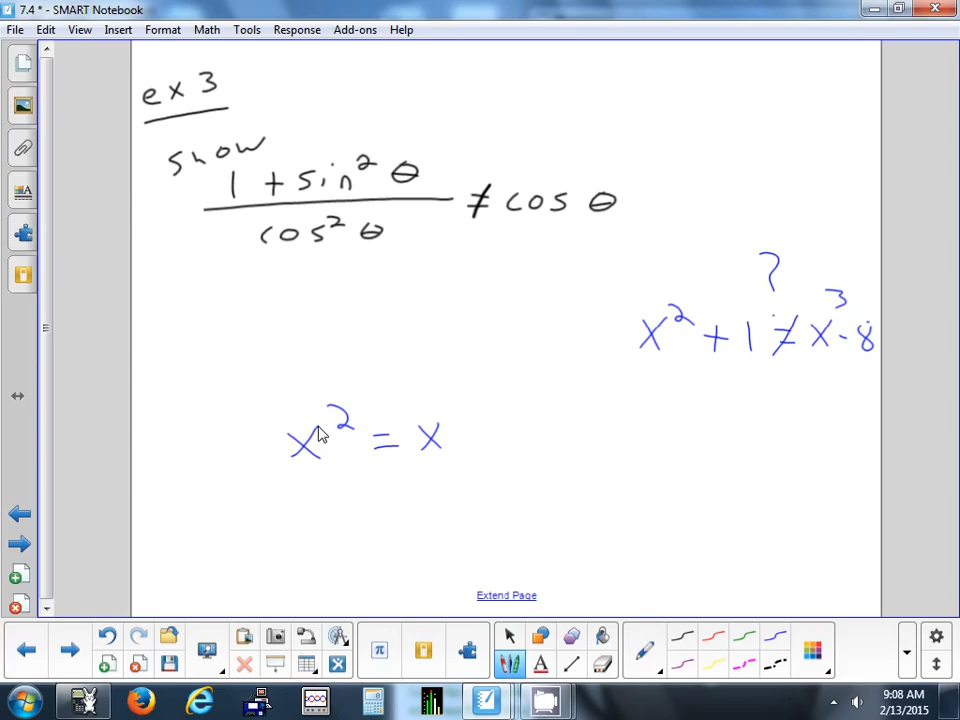 7.4 * - SMART Notebook
File Edit View Insert Format Math Tools Response Add-ons Help
ex 3
show
1 + sin² θ
cos² θ
≠ cos θ
?
x² + 1 ≠ x³ - 8
x² = x
Extend Page
π
A
9:08 AM
2/13/2015